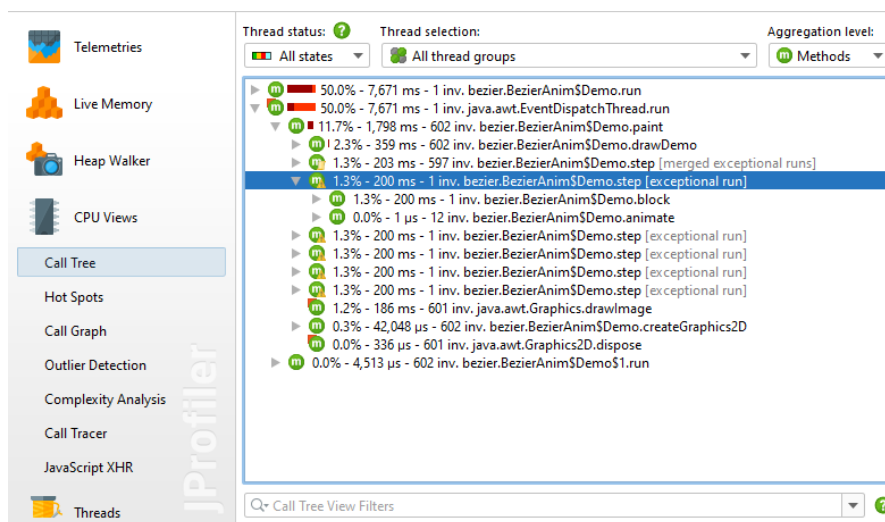 Thread status:
Thread selection:
Aggregation level:
All states
All thread groups
Methods
Telemetries
Live Memory
Heap Walker
CPU Views
Call Tree
Hot Spots
Call Graph
Outlier Detection
Complexity Analysis
Call Tracer
JavaScript XHR
Threads
JProfiler
50.0% - 7,671 ms - 1 inv. bezier.BezierAnim$Demo.run
50.0% - 7,671 ms - 1 inv. java.awt.EventDispatchThread.run
11.7% - 1,798 ms - 602 inv. bezier.BezierAnim$Demo.paint
2.3% - 359 ms - 602 inv. bezier.BezierAnim$Demo.drawDemo
1.3% - 203 ms - 597 inv. bezier.BezierAnim$Demo.step [merged exceptional runs]
1.3% - 200 ms - 1 inv. bezier.BezierAnim$Demo.step [exceptional run]
1.3% - 200 ms - 1 inv. bezier.BezierAnim$Demo.block
0.0% - 1 µs - 12 inv. bezier.BezierAnim$Demo.animate
1.3% - 200 ms - 1 inv. bezier.BezierAnim$Demo.step [exceptional run]
1.3% - 200 ms - 1 inv. bezier.BezierAnim$Demo.step [exceptional run]
1.3% - 200 ms - 1 inv. bezier.BezierAnim$Demo.step [exceptional run]
1.3% - 200 ms - 1 inv. bezier.BezierAnim$Demo.step [exceptional run]
1.2% - 186 ms - 601 inv. java.awt.Graphics.drawImage
0.3% - 42,048 µs - 602 inv. bezier.BezierAnim$Demo.createGraphics2D
0.0% - 336 µs - 601 inv. java.awt.Graphics2D.dispose
0.0% - 4,513 µs - 602 inv. bezier.BezierAnim$Demo$1.run
Call Tree View Filters